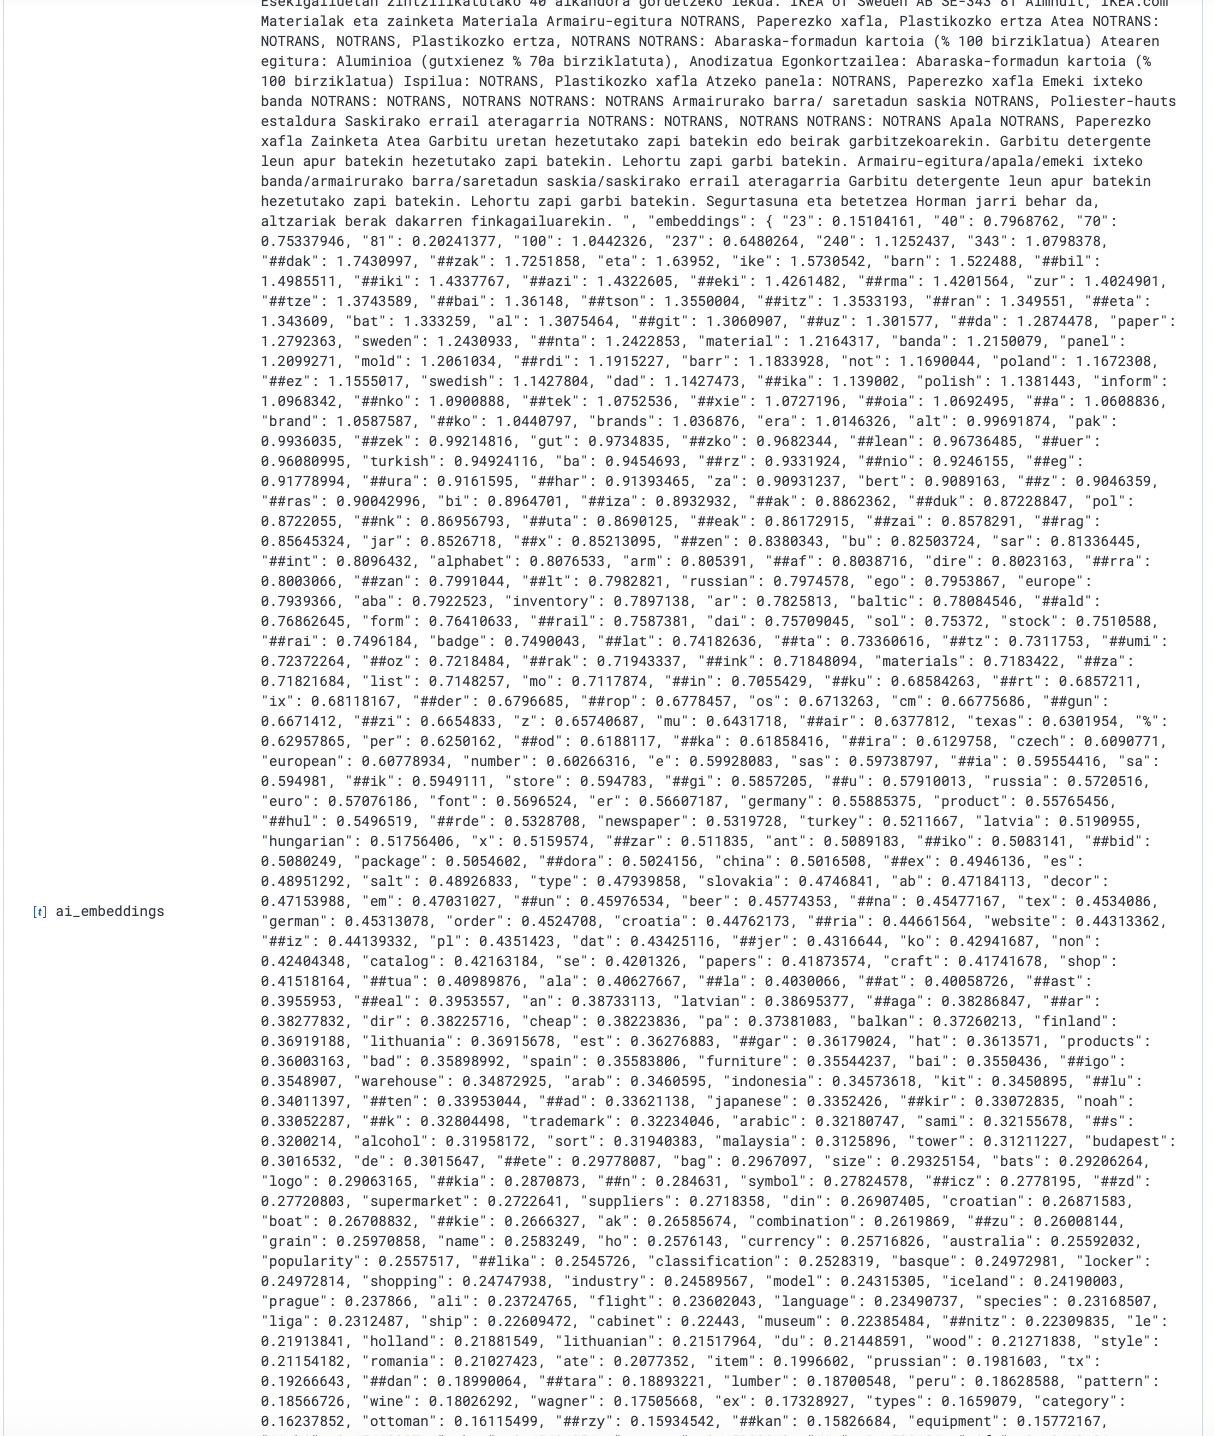 Esekigailuetan zintzilikatutako 40 alkandora gordetzeko lekua. IKEA of Sweden AB SE-343 81 Älmhult, IKEA.com
Materialak eta zainketa Materiala Armairu-egitura NOTRANS, Paperezko xafla, Plastikozko ertza Atea NOTRANS:
NOTRANS, NOTRANS, Plastikozko ertza, NOTRANS NOTRANS: Abaraska-formadun kartoia (% 100 birziklatua) Atearen
egitura: Aluminioa (gutxienez % 70a birziklatuta), Anodizatua Egonkortzailea: Abaraska-formadun kartoia (%
100 birziklatua) Ispilua: NOTRANS, Plastikozko xafla Atzeko panela: NOTRANS, Paperezko xafla Emeki ixteko
banda NOTRANS: NOTRANS, NOTRANS NOTRANS: NOTRANS Armairurako barra/ saretadun saskia NOTRANS, Poliester-hauts
estaldura Saskirako errail ateragarria NOTRANS: NOTRANS, NOTRANS NOTRANS: NOTRANS Apala NOTRANS, Paperezko
xafla Zainketa Atea Garbitu uretan hezetutako zapi batekin edo beirak garbitzekoarekin. Garbitu detergente
leun apur batekin hezetutako zapi batekin. Lehortu zapi garbi batekin. Armairu-egitura/apala/emeki ixteko
banda/armairurako barra/saretadun saskia/saskirako errail ateragarria Garbitu detergente leun apur batekin
hezetutako zapi batekin. Lehortu zapi garbi batekin. Segurtasuna eta betetzea Horman jarri behar da,
altzariak berak dakarren finkagailuarekin. ", "embeddings": { "23": 0.15104161, "40": 0.7968762, "70":
0.75337946, "81": 0.20241377, "100": 1.0442326, "237": 0.6480264, "240": 1.1252437, "343": 1.0798378,
"##dak": 1.7430997, "##zak": 1.7251858, "eta": 1.63952, "ike": 1.5730542, "barn": 1.522488, "##bil":
1.4985511, "##iki": 1.4337767, "##azi": 1.4322605, "##eki": 1.4261482, "##rma": 1.4201564, "zur": 1.4024901,
"##tze": 1.3743589, "##bai": 1.36148, "##tson": 1.3550004, "##itz": 1.3533193, "##ran": 1.349551, "##eta":
1.343609, "bat": 1.333259, "al": 1.3075464, "##git": 1.3060907, "##uz": 1.301577, "##da": 1.2874478, "paper":
1.2792363, "sweden": 1.2430933, "##nta": 1.2422853, "material": 1.2164317, "banda": 1.2150079, "panel":
1.2099271, "mold": 1.2061034, "##rdi": 1.1915227, "barr": 1.1833928, "not": 1.1690044, "poland": 1.1672308,
"##ez": 1.1555017, "swedish": 1.1427804, "dad": 1.1427473, "##ika": 1.139002, "polish": 1.1381443, "inform":
1.0968342, "##nko": 1.0900888, "##tek": 1.0752536, "##xie": 1.0727196, "##oia": 1.0692495, "##a": 1.0608836,
"brand": 1.0587587, "##ko": 1.0440797, "brands": 1.036876, "era": 1.0146326, "alt": 0.99691874, "pak":
0.9936035, "##zek": 0.99214816, "gut": 0.9734835, "##zko": 0.9682344, "##lean": 0.96736485, "##uer":
0.96080995, "turkish": 0.94924116, "ba": 0.9454693, "##rz": 0.9331924, "##nio": 0.9246155, "##eg":
0.91778994, "##ura": 0.9161595, "##har": 0.91393465, "za": 0.90931237, "bert": 0.9089163, "##z": 0.9046359,
"##ras": 0.90042996, "bi": 0.8964701, "##iza": 0.8932932, "##ak": 0.8862362, "##duk": 0.87228847, "pol":
0.8722055, "##nk": 0.86956793, "##uta": 0.8690125, "##eak": 0.86172915, "##zai": 0.8578291, "##rag":
0.85645324, "jar": 0.8526718, "##x": 0.85213095, "##zen": 0.8380343, "bu": 0.82503724, "sar": 0.81336445,
"##int": 0.8096432, "alphabet": 0.8076533, "arm": 0.805391, "##af": 0.8038716, "dire": 0.8023163, "##rra":
0.8003066, "##zan": 0.7991044, "##lt": 0.7982821, "russian": 0.7974578, "ego": 0.7953867, "europe":
0.7939366, "aba": 0.7922523, "inventory": 0.7897138, "ar": 0.7825813, "baltic": 0.78084546, "##ald":
0.76862645, "form": 0.76410633, "##rail": 0.7587381, "dai": 0.75709045, "sol": 0.75372, "stock": 0.7510588,
"##rai": 0.7496184, "badge": 0.7490043, "##lat": 0.74182636, "##ta": 0.73360616, "##tz": 0.7311753, "##umi":
0.72372264, "##oz": 0.7218484, "##rak": 0.71943337, "##ink": 0.71848094, "materials": 0.7183422, "##za":
0.71821684, "list": 0.7148257, "mo": 0.7117874, "##in": 0.7055429, "##ku": 0.68584263, "##rt": 0.6857211,
"ix": 0.68118167, "##der": 0.6796685, "##rop": 0.6778457, "os": 0.6713263, "cm": 0.66775686, "##gun":
0.6671412, "##zi": 0.6654833, "z": 0.65740687, "mu": 0.6431718, "##air": 0.6377812, "texas": 0.6301954, "%":
0.62957865, "per": 0.6250162, "##od": 0.6188117, "##ka": 0.61858416, "##ira": 0.6129758, "czech": 0.6090771,
"european": 0.60778934, "number": 0.60266316, "e": 0.59928083, "sas": 0.59738797, "##ia": 0.59554416, "sa":
0.594981, "##ik": 0.5949111, "store": 0.594783, "##gi": 0.5857205, "##u": 0.57910013, "russia": 0.5720516,
"euro": 0.57076186, "font": 0.5696524, "er": 0.56607187, "germany": 0.55885375, "product": 0.55765456,
"##hul": 0.5496519, "##rde": 0.5328708, "newspaper": 0.5319728, "turkey": 0.5211667, "latvia": 0.5190955,
"hungarian": 0.51756406, "x": 0.5159574, "##zar": 0.511835, "ant": 0.5089183, "##iko": 0.5083141, "##bid":
0.5080249, "package": 0.5054602, "##dora": 0.5024156, "china": 0.5016508, "##ex": 0.4946136, "es":
0.48951292, "salt": 0.48926833, "type": 0.47939858, "slovakia": 0.4746841, "ab": 0.47184113, "decor":
0.47153988, "em": 0.47031027, "##un": 0.45976534, "beer": 0.45774353, "##na": 0.45477167, "tex": 0.4534086,
[t] ai_embeddings
"german": 0.45313078, "order": 0.4524708, "croatia": 0.44762173, "##ria": 0.44661564, "website": 0.44313362,
"##iz": 0.44139332, "pl": 0.4351423, "dat": 0.43425116, "##jer": 0.4316644, "ko": 0.42941687, "non":
0.42404348, "catalog": 0.42163184, "se": 0.4201326, "papers": 0.41873574, "craft": 0.41741678, "shop":
0.41518164, "##tua": 0.40989876, "ala": 0.40627667, "##la": 0.4030066, "##at": 0.40058726, "##ast":
0.3955953, "##eal": 0.3953557, "an": 0.38733113, "latvian": 0.38695377, "##aga": 0.38286847, "##ar":
0.38277832, "dir": 0.38225716, "cheap": 0.38223836, "pa": 0.37381083, "balkan": 0.37260213, "finland":
0.36919188, "lithuania": 0.36915678, "est": 0.36276883, "##gar": 0.36179024, "hat": 0.3613571, "products":
0.36003163, "bad": 0.35898992, "spain": 0.35583806, "furniture": 0.35544237, "bai": 0.3550436, "##igo":
0.3548907, "warehouse": 0.34872925, "arab": 0.3460595, "indonesia": 0.34573618, "kit": 0.3450895, "##lu":
0.34011397, "##ten": 0.33953044, "##ad": 0.33621138, "japanese": 0.3352426, "##kir": 0.33072835, "noah":
0.33052287, "##k": 0.32804498, "trademark": 0.32234046, "arabic": 0.32180747, "sami": 0.32155678, "##s":
0.3200214, "alcohol": 0.31958172, "sort": 0.31940383, "malaysia": 0.3125896, "tower": 0.31211227, "budapest":
0.3016532, "de": 0.3015647, "##ete": 0.29778087, "bag": 0.2967097, "size": 0.29325154, "bats": 0.29206264,
"logo": 0.29063165, "##kia": 0.2870873, "##n": 0.284631, "symbol": 0.27824578, "##icz": 0.2778195, "##zd":
0.27720803, "supermarket": 0.2722641, "suppliers": 0.2718358, "din": 0.26907405, "croatian": 0.26871583,
"boat": 0.26708832, "##kie": 0.2666327, "ak": 0.26585674, "combination": 0.2619869, "##zu": 0.26008144,
"grain": 0.25970858, "name": 0.2583249, "ho": 0.2576143, "currency": 0.25716826, "australia": 0.25592032,
"popularity": 0.2557517, "##lika": 0.2545726, "classification": 0.2528319, "basque": 0.24972981, "locker":
0.24972814, "shopping": 0.24747938, "industry": 0.24589567, "model": 0.24315305, "iceland": 0.24190003,
"prague": 0.237866, "ali": 0.23724765, "flight": 0.23602043, "language": 0.23490737, "species": 0.23168507,
"liga": 0.2312487, "ship": 0.22609472, "cabinet": 0.22443, "museum": 0.22385484, "##nitz": 0.22309835, "le":
0.21913841, "holland": 0.21881549, "lithuanian": 0.21517964, "du": 0.21448591, "wood": 0.21271838, "style":
0.21154182, "romania": 0.21027423, "ate": 0.2077352, "item": 0.1996602, "prussian": 0.1981603, "tx":
0.19266643, "##dan": 0.18990064, "##tara": 0.18893221, "lumber": 0.18700548, "peru": 0.18628588, "pattern":
0.18566726, "wine": 0.18026292, "wagner": 0.17505668, "ex": 0.17328927, "types": 0.1659079, "category":
0.16237852, "ottoman": 0.16115499, "##rzy": 0.15934542, "##kan": 0.15826684, "equipment": 0.15772167,